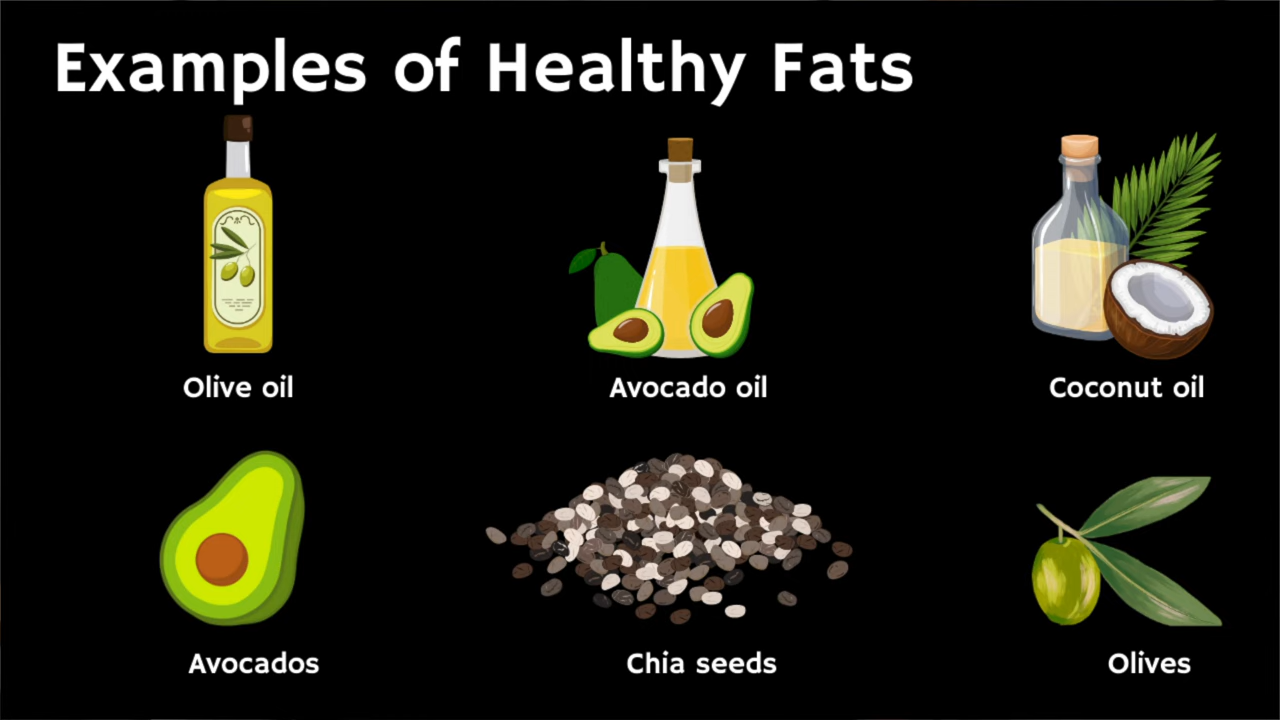 Examples of Healthy Fats
Olive oil
Avocado oil
Coconut oil
Avocados
Chia seeds
Olives